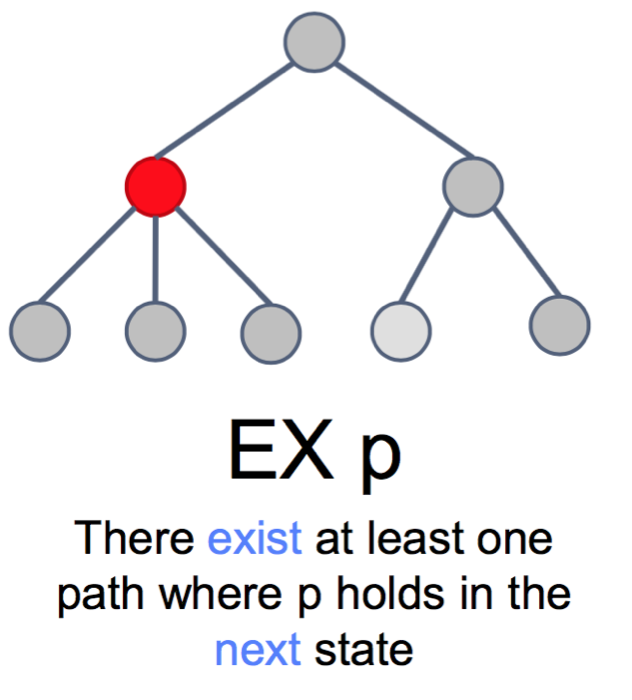 EX p
There exist at least one
path where p holds in the
next state